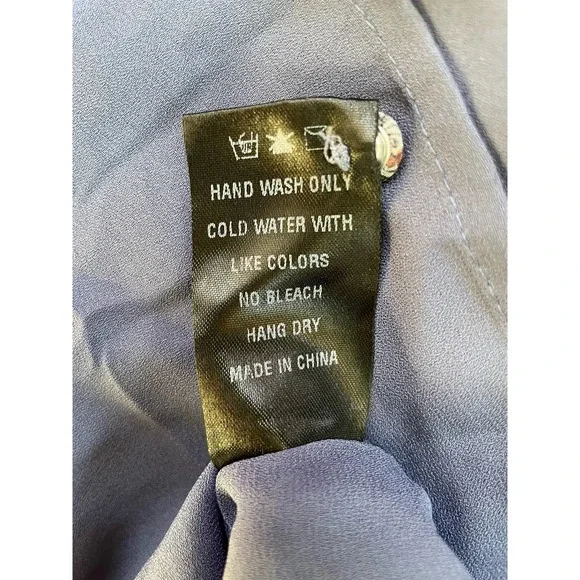 HAND WASH ONLY
COLD WATER WITH
LIKE COLORS
NO BLEACH
HANG DRY
MADE IN CHINA